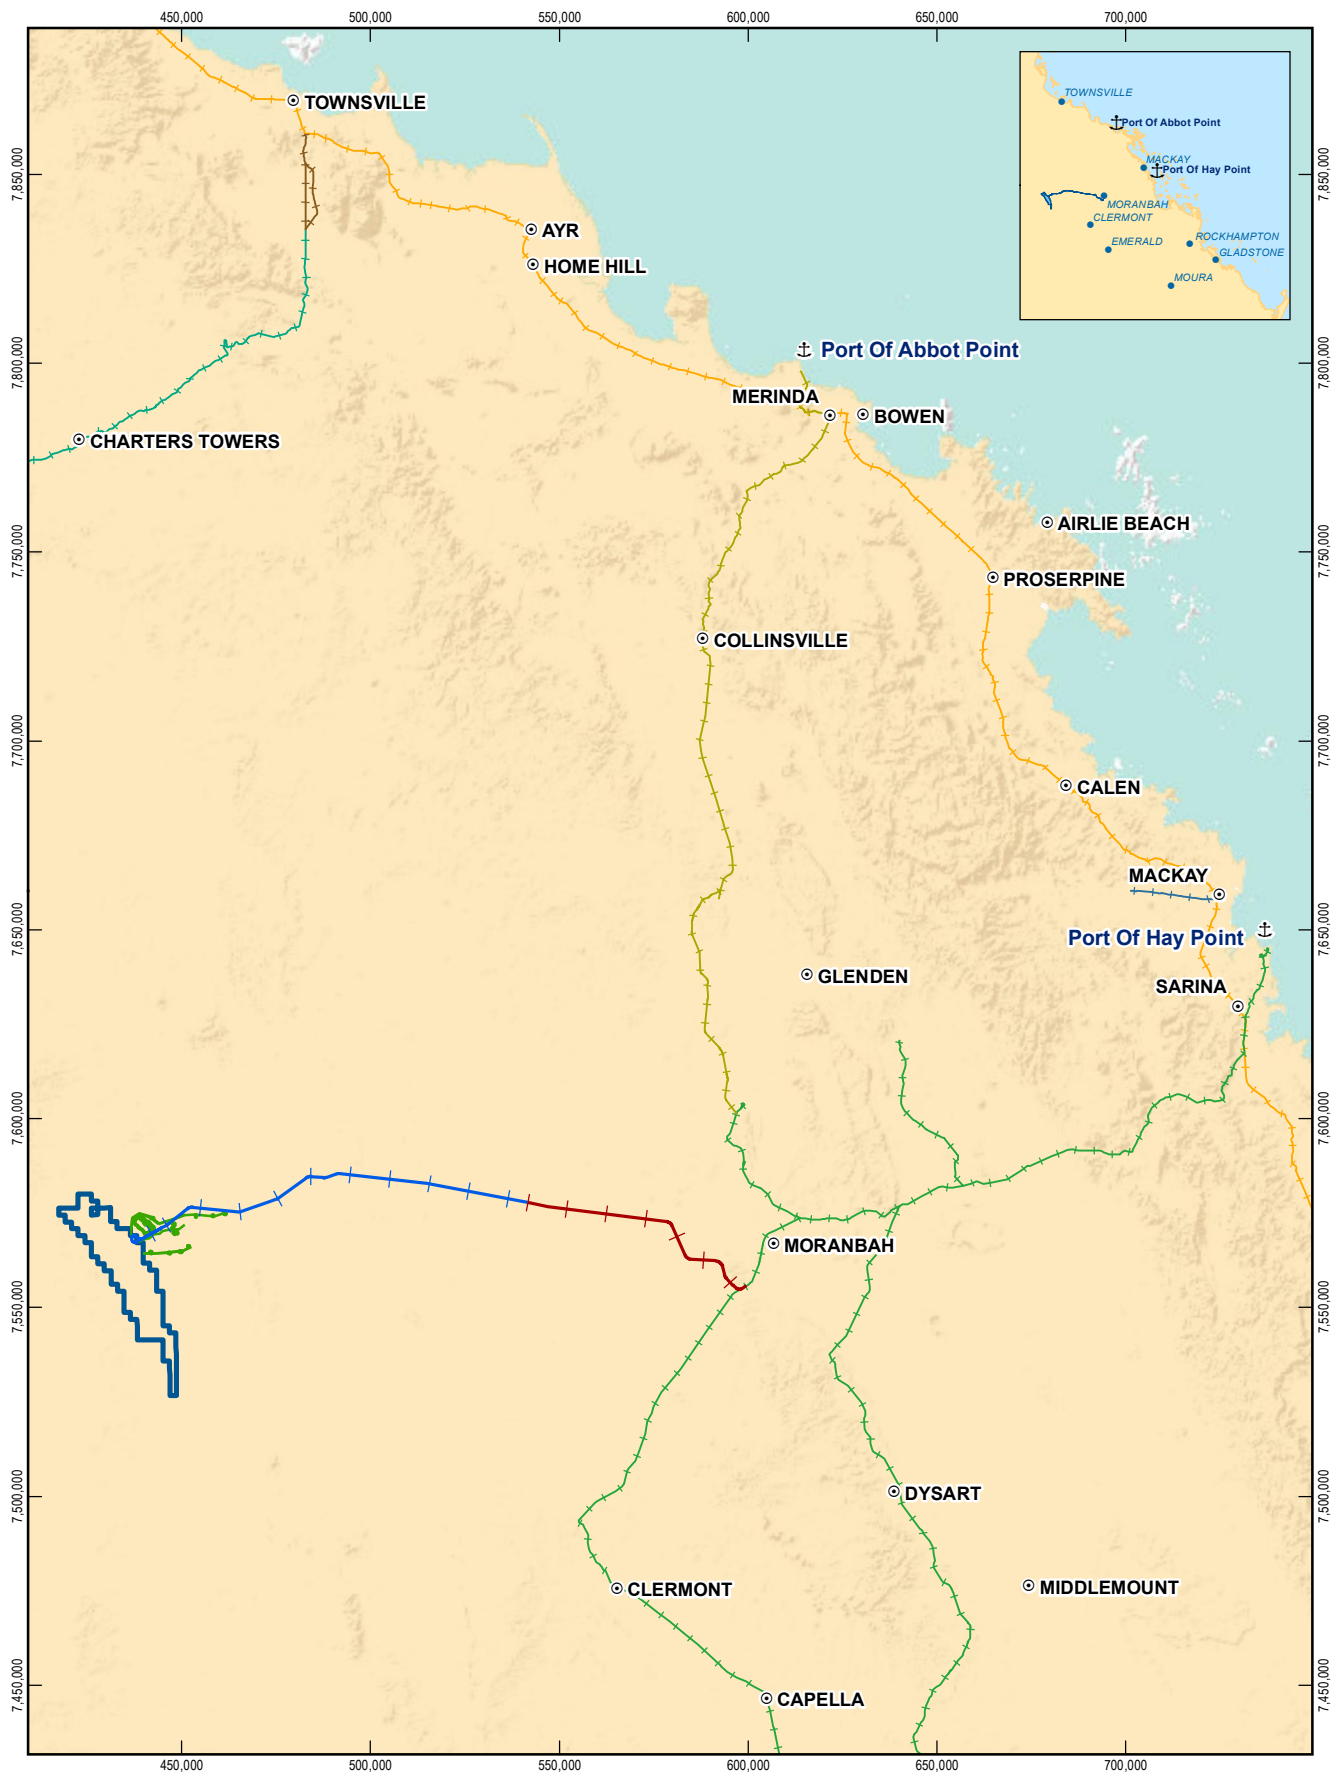 450,000 500,000 550,000 600,000 650,000 700,000
TOWNSVILLE
TOWNSVILLE
Port Of Abbot Point
MACKAY
Port Of Hay Point
MORANBAH
CLERMONT
EMERALD
ROCKHAMPTON
GLADSTONE
MOURA
7,850,000
7,850,000
AYR
HOME HILL
Port Of Abbot Point
7,800,000
7,800,000
MERINDA
BOWEN
CHARTERS TOWERS
AIRLIE BEACH
7,750,000
7,750,000
PROSERPINE
COLLINSVILLE
7,700,000
7,700,000
CALEN
MACKAY
7,650,000
7,650,000
Port Of Hay Point
GLENDEN
SARINA
7,600,000
7,600,000
MORANBAH
7,550,000
7,550,000
DYSART
7,500,000
7,500,000
CLERMONT
MIDDLEMOUNT
7,450,000
7,450,000
CAPELLA
450,000 500,000 550,000 600,000 650,000 700,000